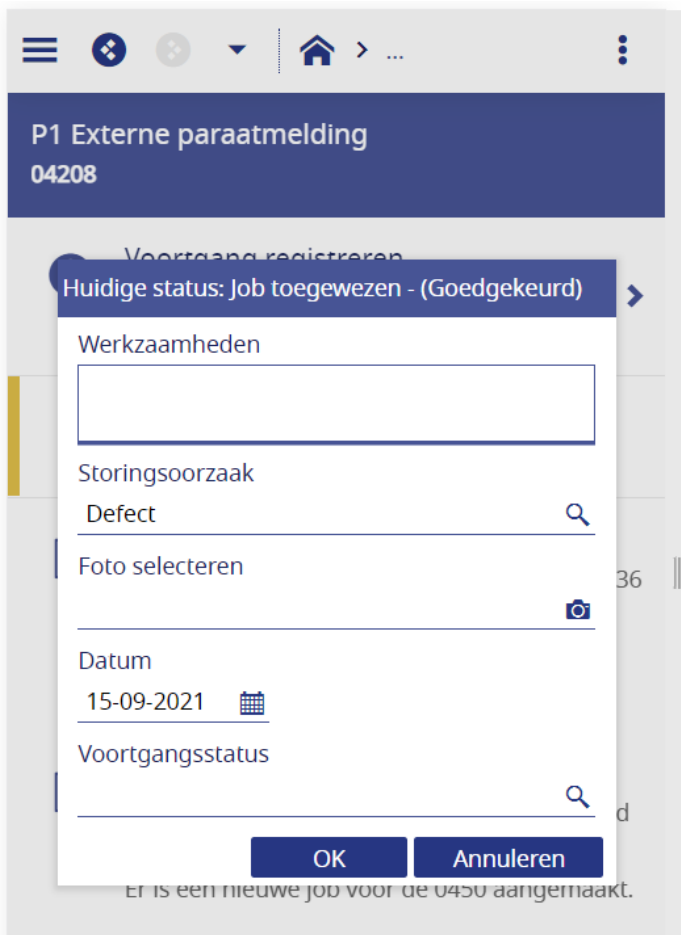 > ...
P1 Externe paraatmelding
04208
Voortgang registreren
Huidige status: Job toegewezen - (Goedgekeurd)
Werkzaamheden
Storingsoorzaak
Defect
Foto selecteren
36
Datum
15-09-2021
Voortgangsstatus
d
OK Annuleren
Er is een nieuwe job voor de 0450 aangemaakt.